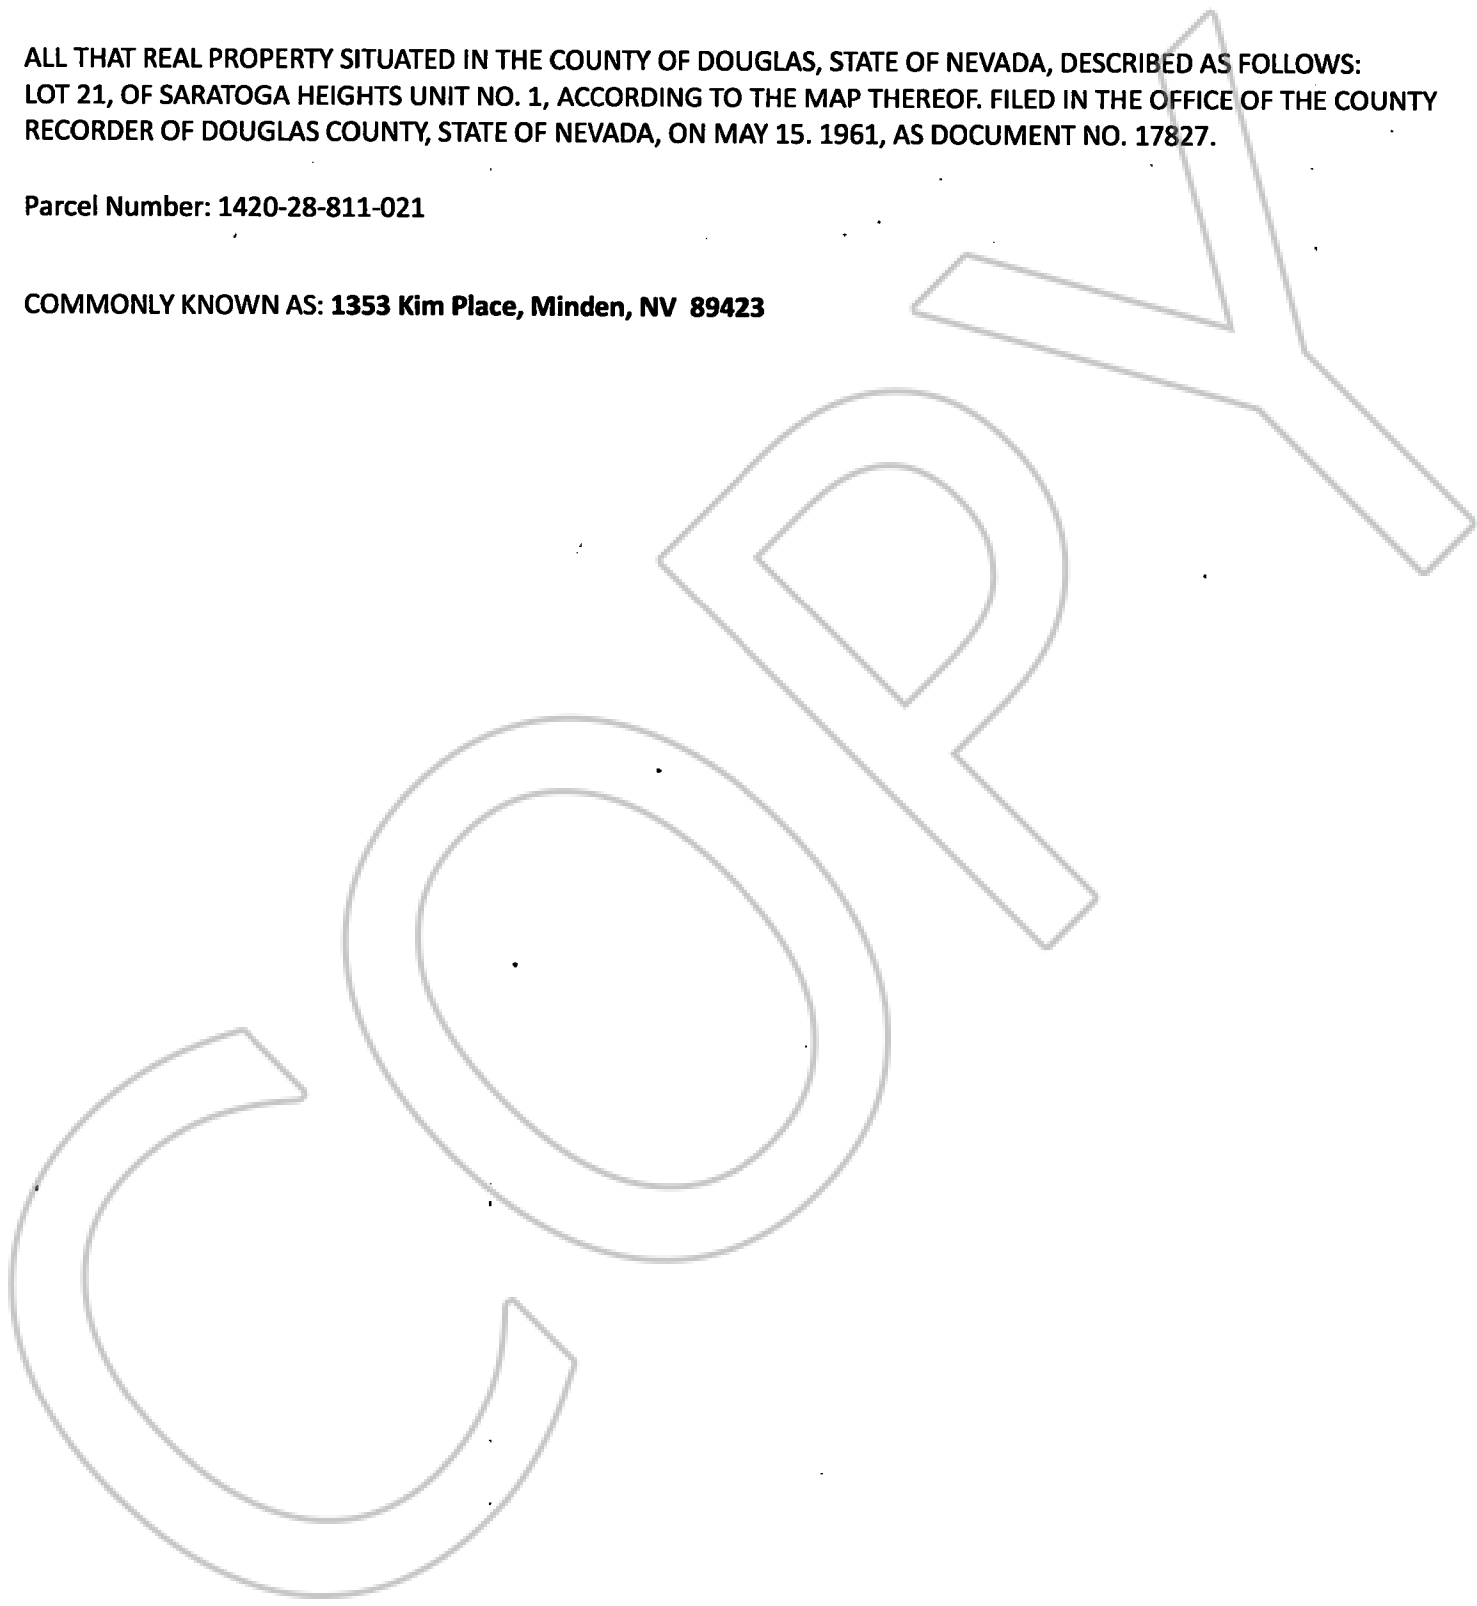 ALL THAT REAL PROPERTY SITUATED IN THE COUNTY OF DOUGLAS, STATE OF NEVADA, DESCRIBED AS FOLLOWS:
LOT 21, OF SARATOGA HEIGHTS UNIT NO. 1, ACCORDING TO THE MAP THEREOF. FILED IN THE OFFICE OF THE COUNTY
RECORDER OF DOUGLAS COUNTY, STATE OF NEVADA, ON MAY 15. 1961, AS DOCUMENT NO. 17827.
Parcel Number: 1420-28-811-021
COMMONLY KNOWN AS: 1353 Kim Place, Minden, NV 89423
COPY